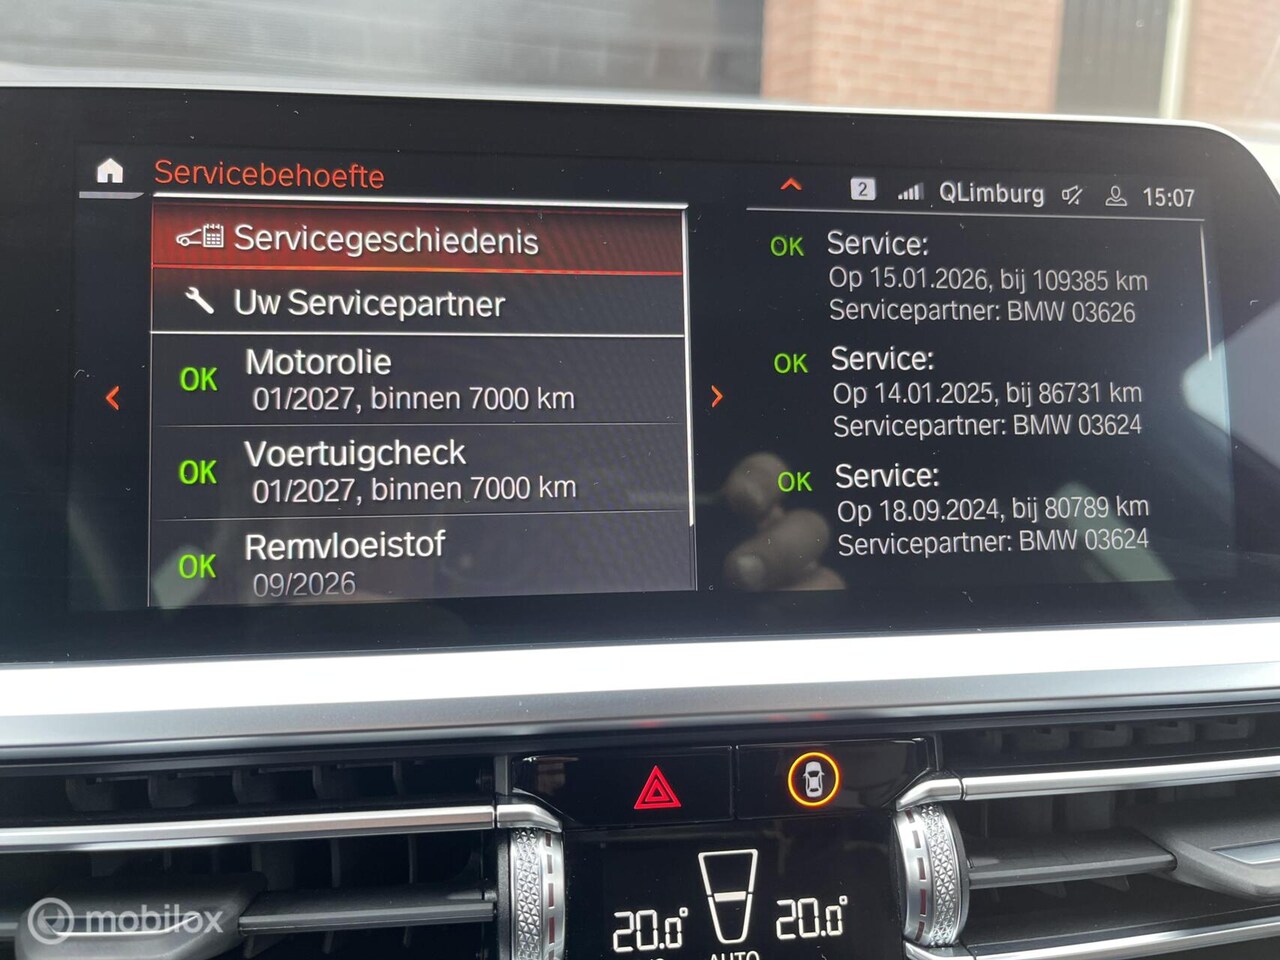 Servicebehoefte
2 QLimburg 15:07
Servicegeschiedenis
Uw Servicepartner
OK Motorolie
01/2027, binnen 7000 km
OK Voertuigcheck
01/2027, binnen 7000 km
OK Remvloeistof
09/2026
OK Service:
Op 15.01.2026, bij 109385 km
Servicepartner: BMW 03626
OK Service:
Op 14.01.2025, bij 86731 km
Servicepartner: BMW 03624
OK Service:
Op 18.09.2024, bij 80789 km
Servicepartner: BMW 03624
20.0° 20.0°
AUTO
mobilox